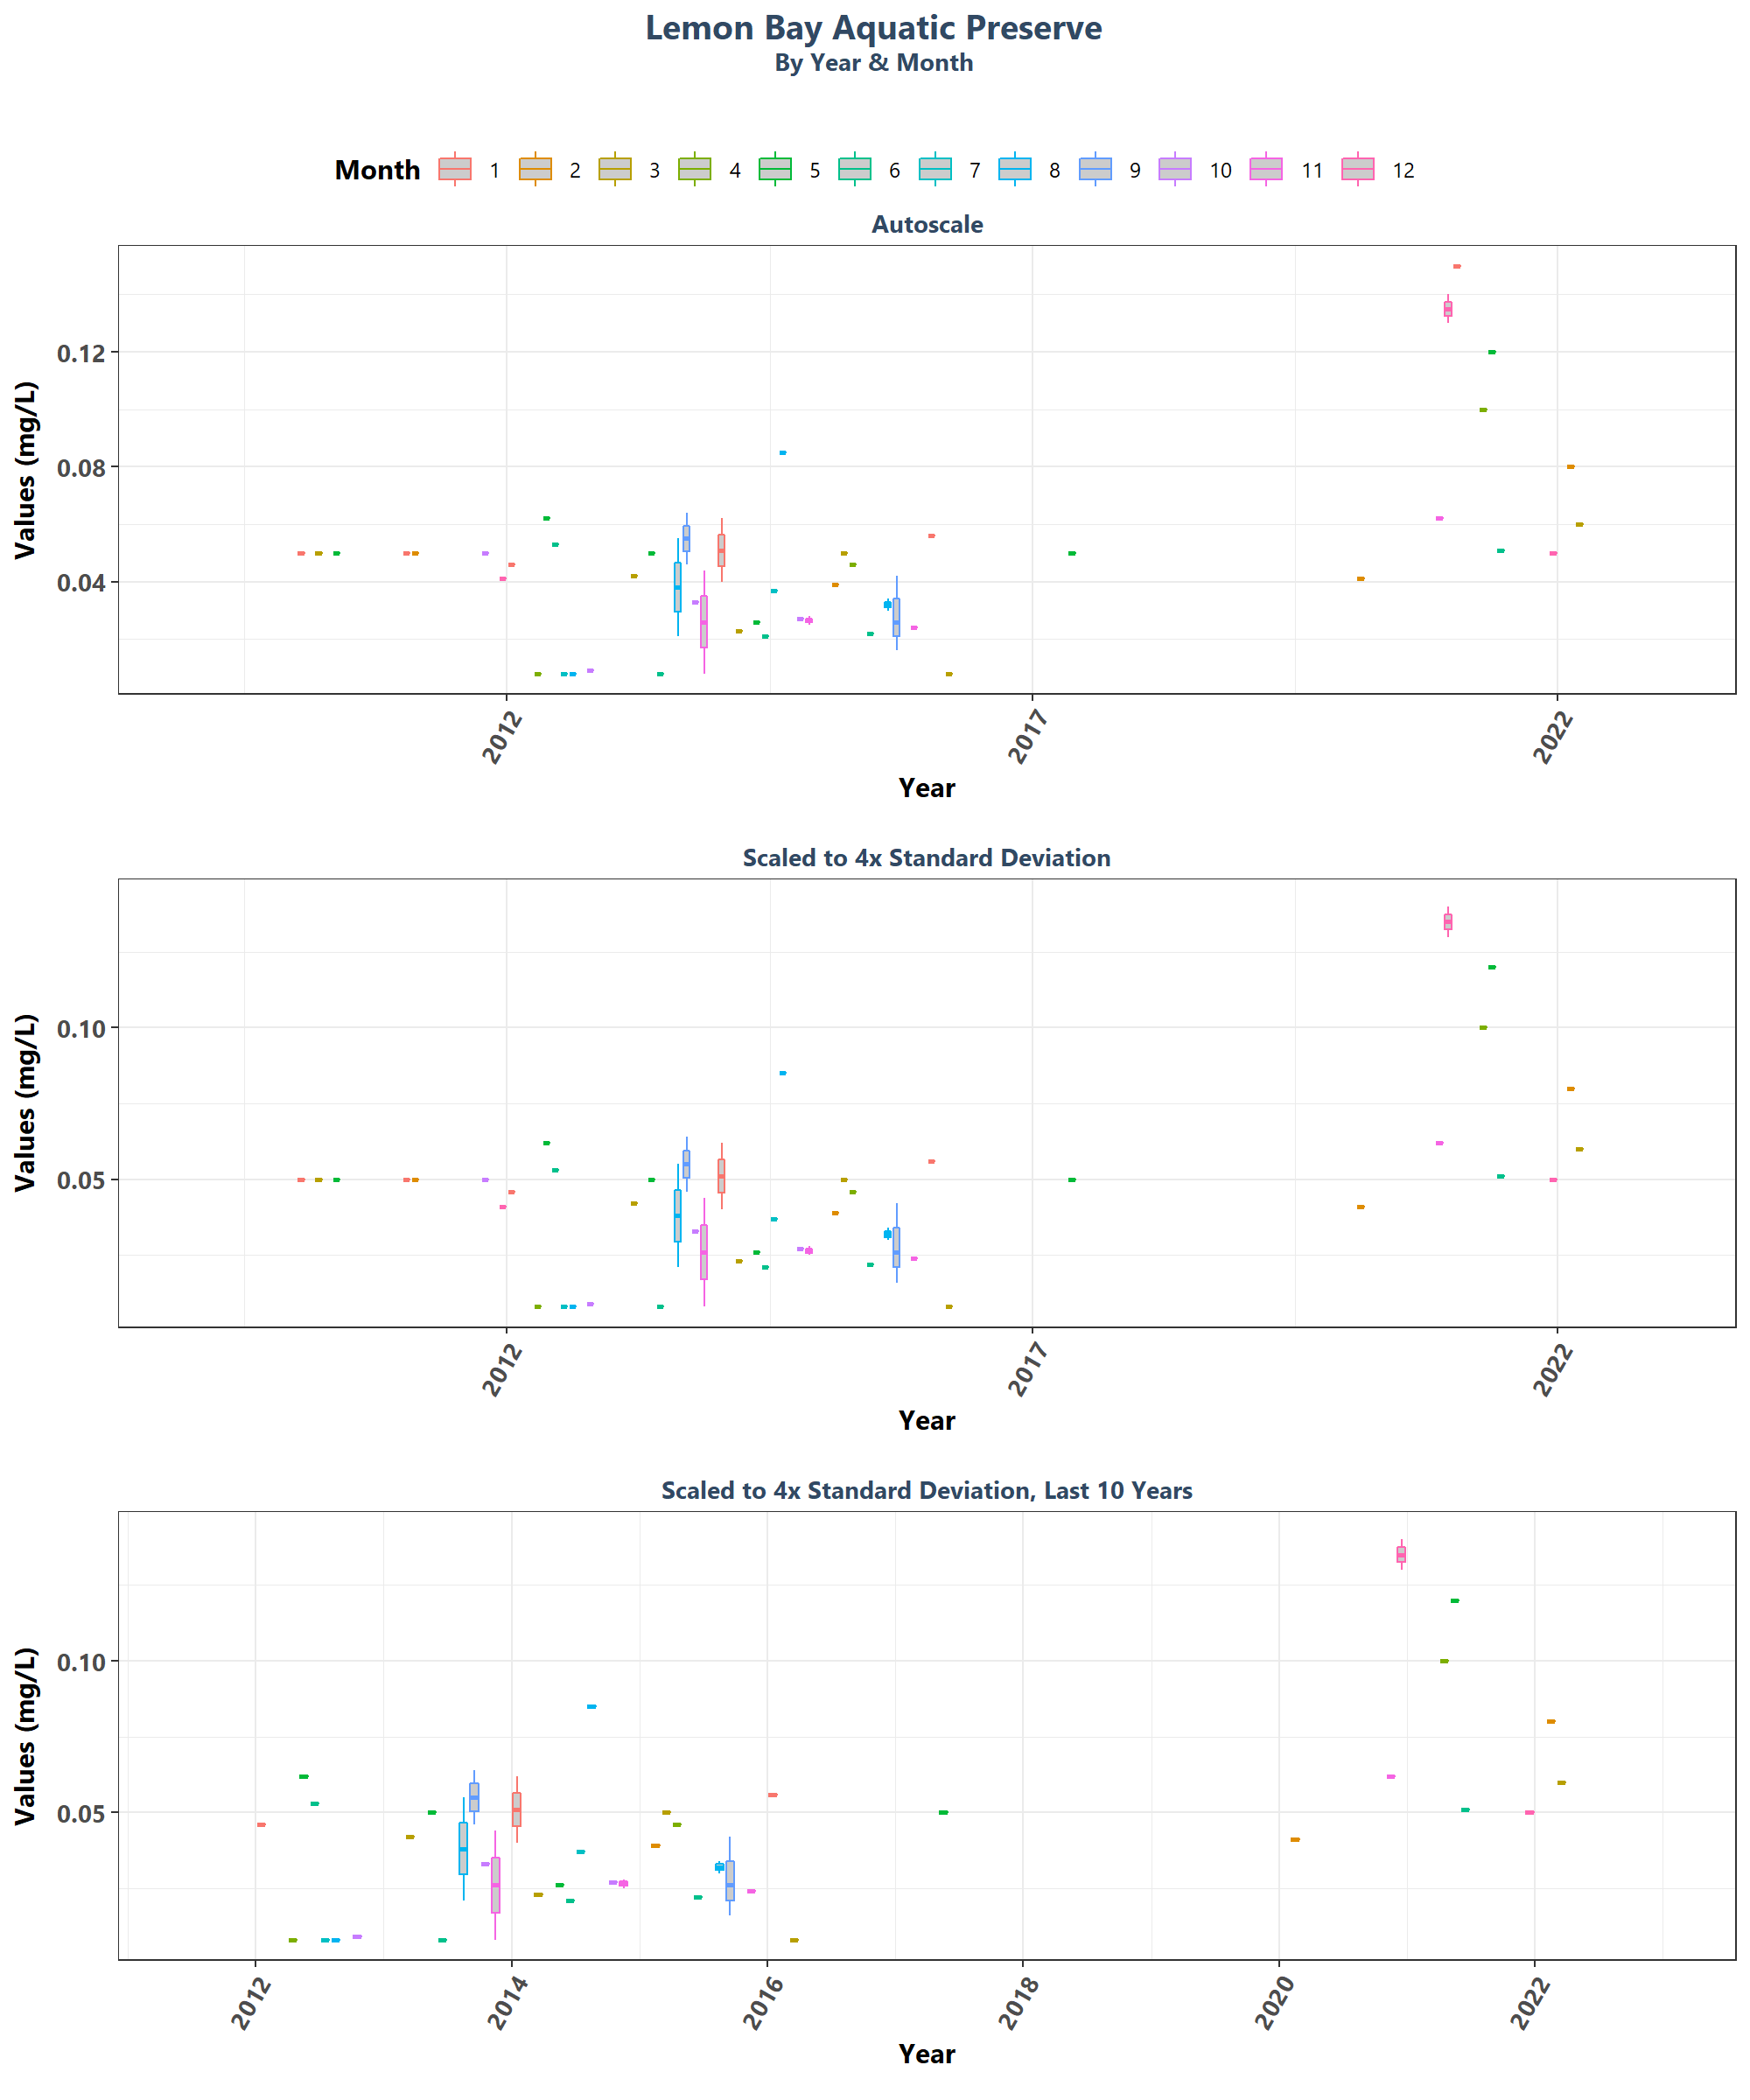 Lemon Bay Aquatic Preserve
By Year & Month
Month 1 2 3 4 5 6 7 8 9 10 11 12
Autoscale
Values (mg/L)
0.12
0.08
0.04
2012 2017 2022
Year
Scaled to 4x Standard Deviation
Values (mg/L)
0.10
0.05
2012 2017 2022
Year
Scaled to 4x Standard Deviation, Last 10 Years
Values (mg/L)
0.10
0.05
2012 2014 2016 2018 2020 2022
Year